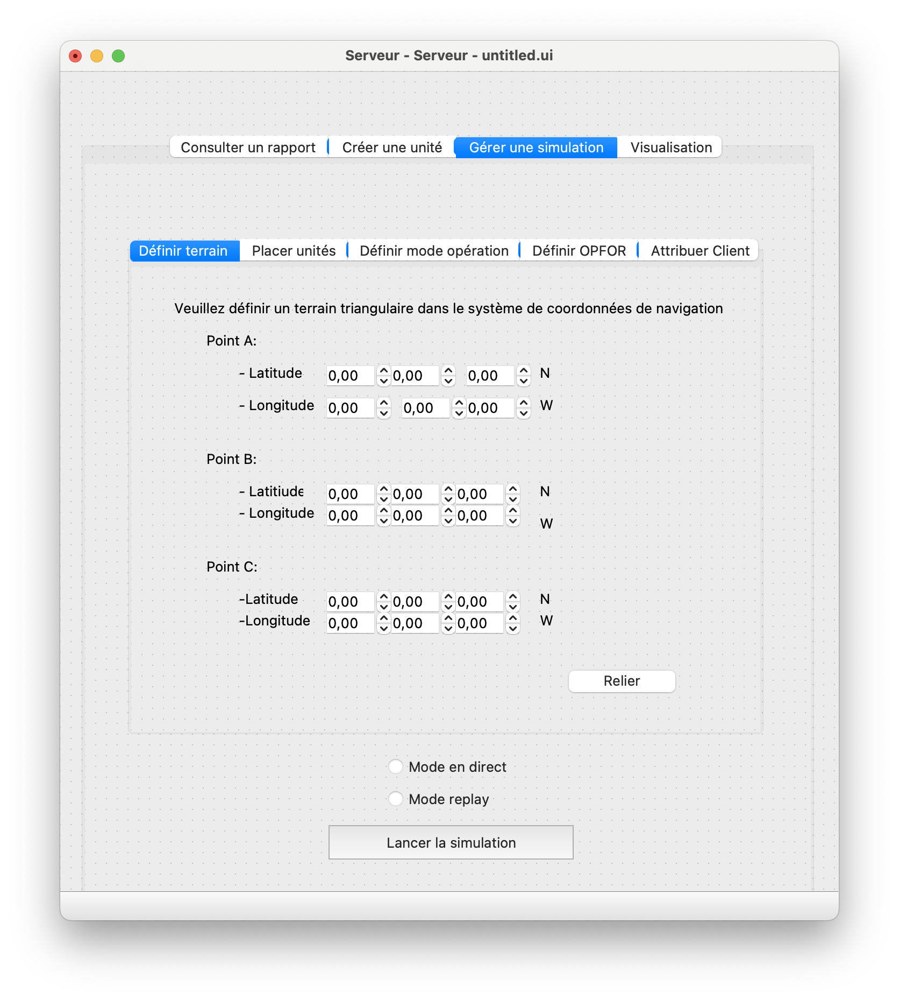 Serveur - Serveur - untitled.ui
Consulter un rapport Créer une unité Gérer une simulation Visualisation
Définir terrain Placer unités Définir mode opération Définir OPFOR Attribuer Client
Veuillez définir un terrain triangulaire dans le système de coordonnées de navigation
Point A:
- Latitude 0,00 0,00 0,00 N
- Longitude 0,00 0,00 0,00 W
Point B:
- Latitiude 0,00 0,00 0,00 N
- Longitude 0,00 0,00 0,00 W
Point C:
-Latitude 0,00 0,00 0,00 N
-Longitude 0,00 0,00 0,00 W
Relier
Mode en direct
Mode replay
Lancer la simulation